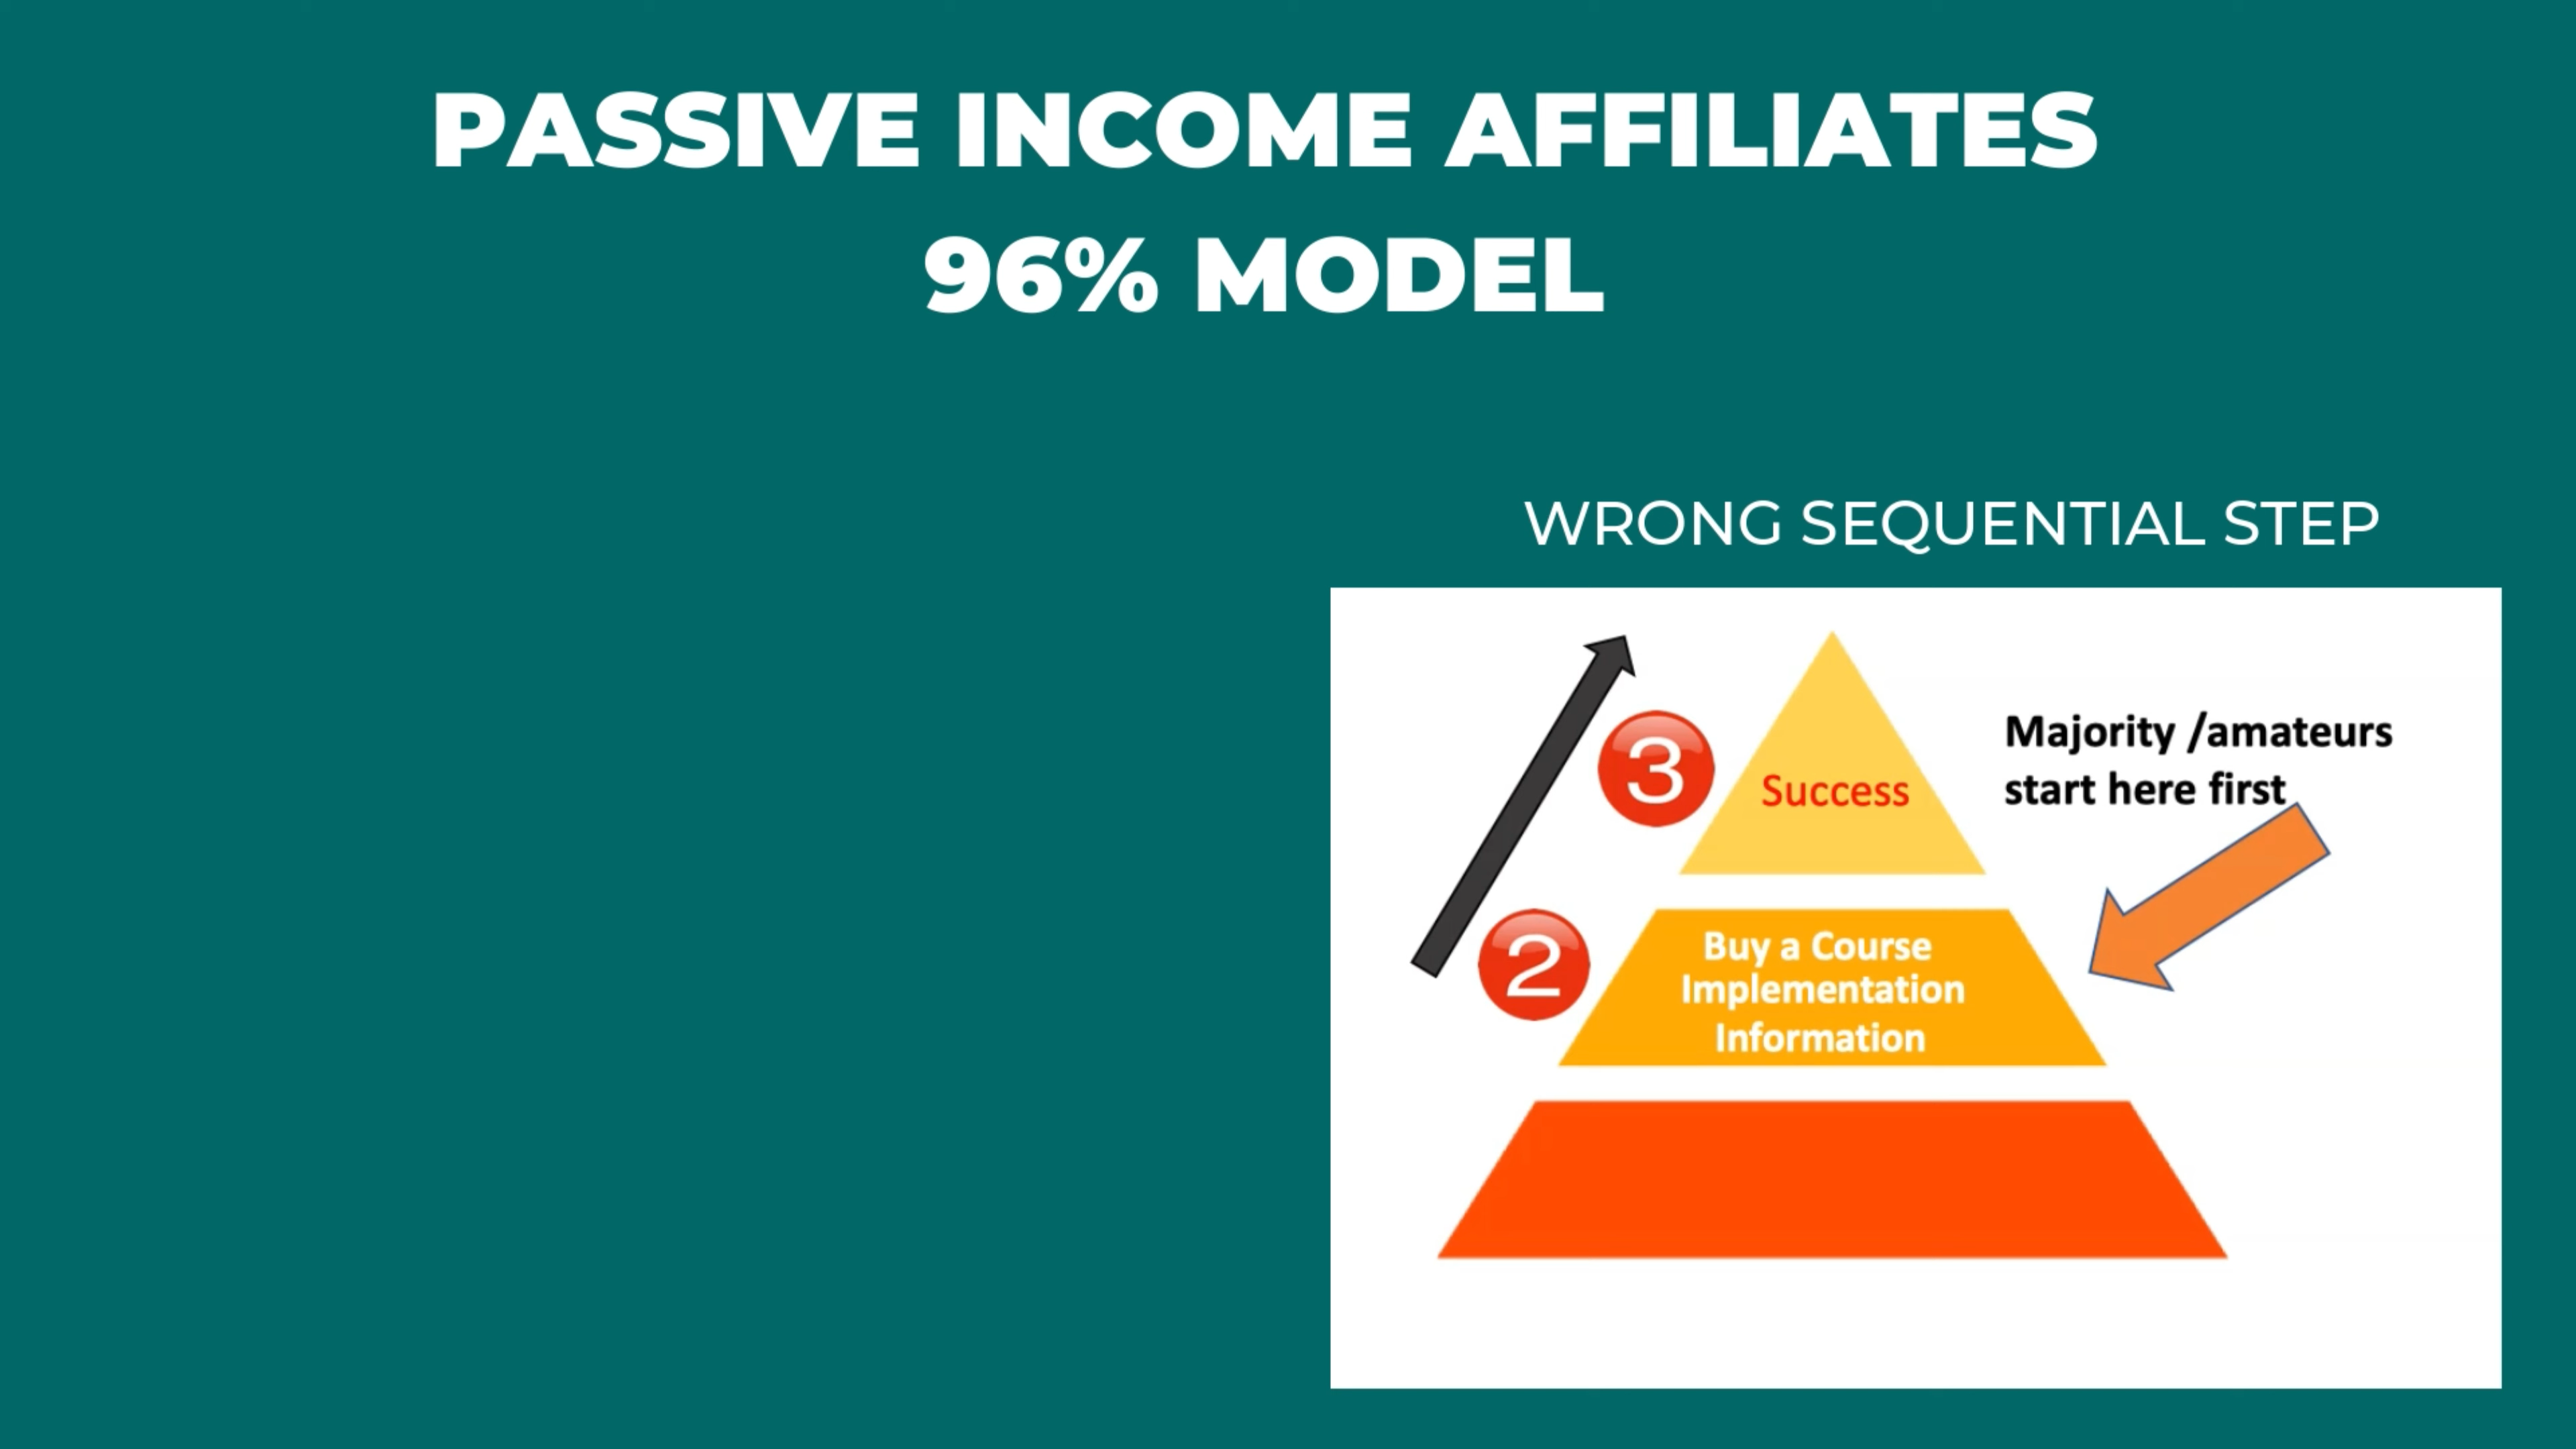 PASSIVE INCOME AFFILIATES
96% MODEL
WRONG SEQUENTIAL STEP
3
Success
Majority /amateurs
start here first
2
Buy a Course
Implementation
Information